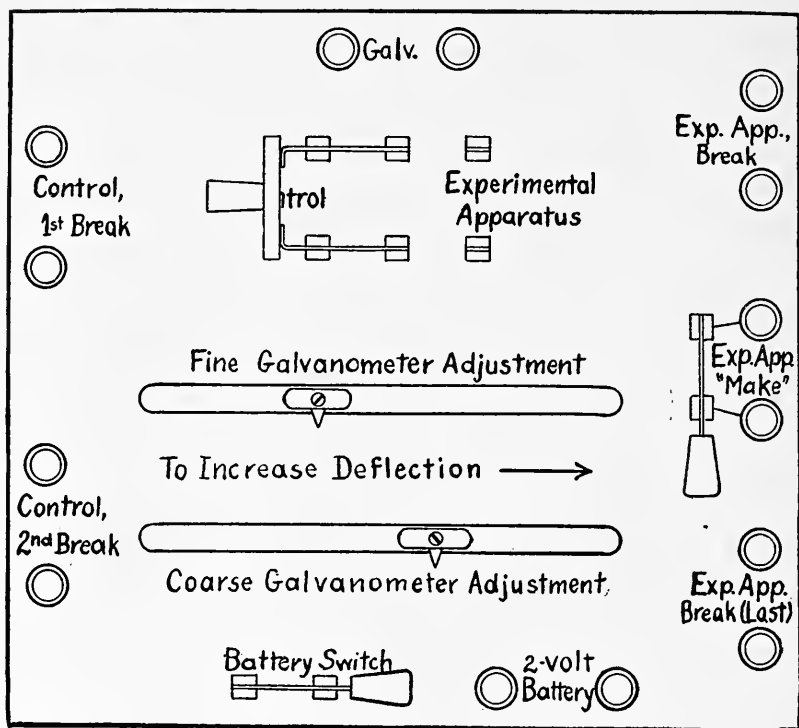 Galv.
Exp. App.,
Break
Control,
1st Break
ntrol
Experimental
Apparatus
Fine Galvanometer Adjustment
Exp. App.
"Make"
To Increase Deflection
Control,
2nd Break
Coarse Galvanometer Adjustment.
Exp. App.
Break (Last)
Battery Switch
2-volt
Battery